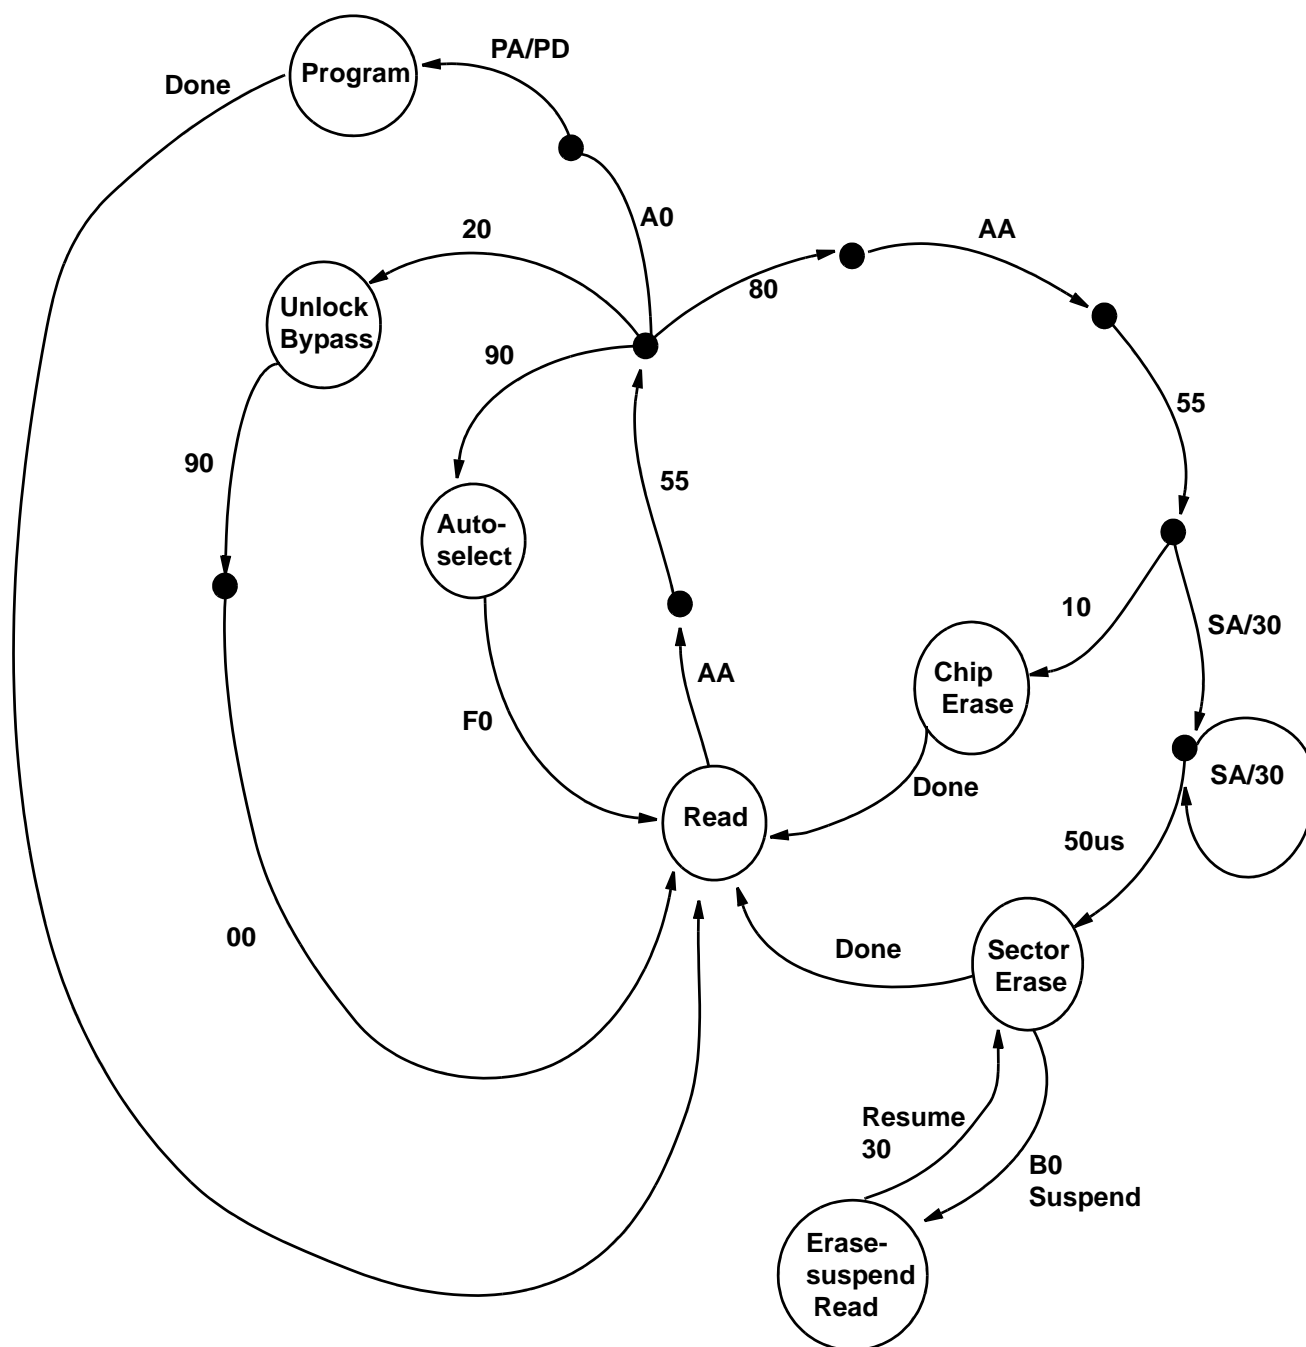 PA/PD
Program
Done
A0
20
AA
80
Unlock
Bypass
90
55
90
55
Auto-
select
10
SA/30
AA
Chip
Erase
F0
SA/30
Done
Read
50us
00
Done
Sector
Erase
Resume
30
B0
Suspend
Erase-
suspend
Read